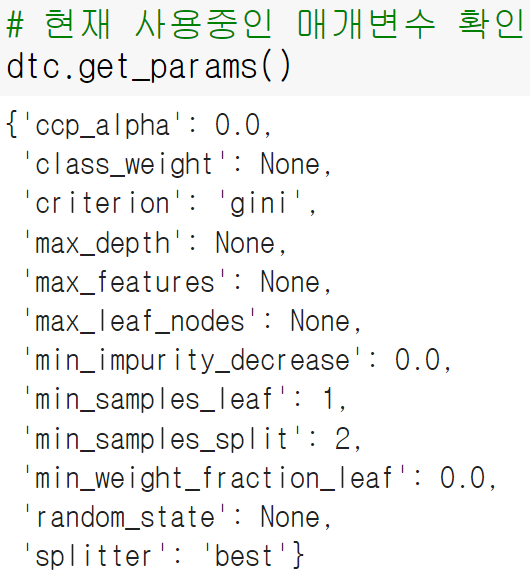 # 현재 사용중인 매개변수 확인
dtc.get_params()
{'ccp_alpha': 0.0,
'class_weight': None,
'criterion': 'gini',
'max_depth': None,
'max_features': None,
'max_leaf_nodes': None,
'min_impurity_decrease': 0.0,
'min_samples_leaf': 1,
'min_samples_split': 2,
'min_weight_fraction_leaf': 0.0,
'random_state': None,
'splitter': 'best'}